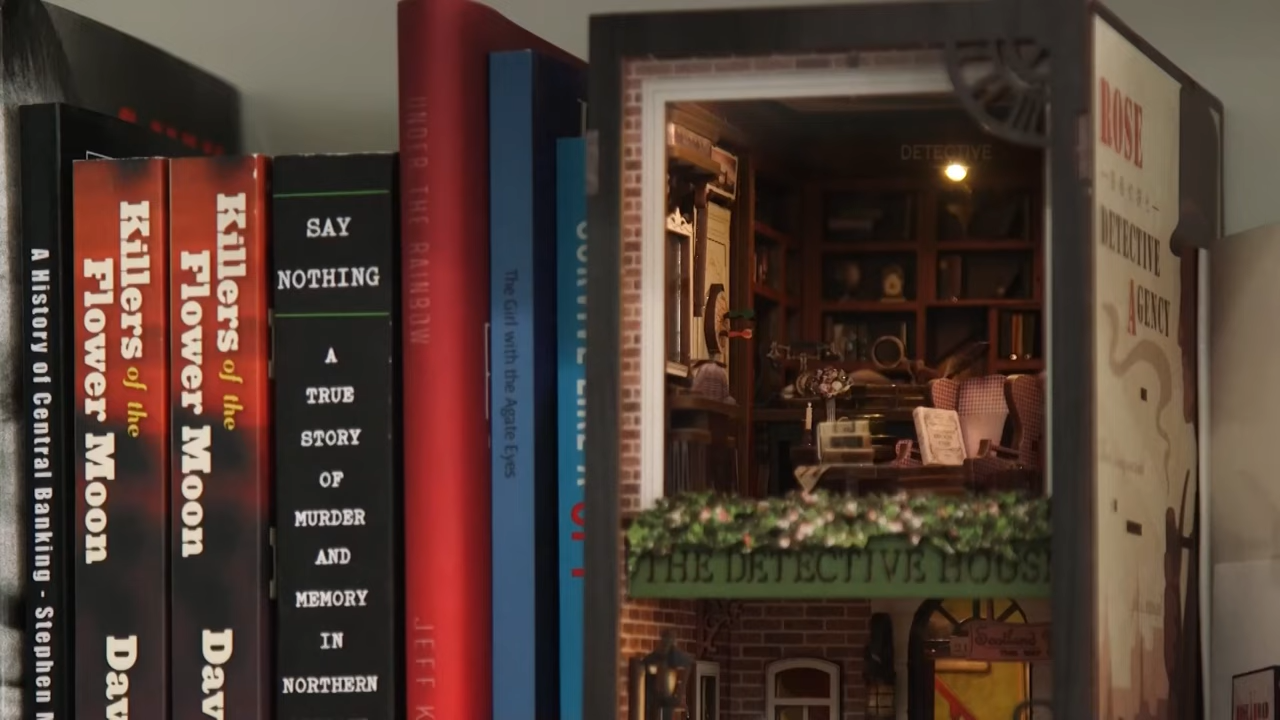 A History of Central Banking - Stephen
Killers of the
Flower Moon
Dav
Killers of the
Flower Moon
Dav
SAY
NOTHING
A
TRUE
STORY
OF
MURDER
AND
MEMORY
IN
NORTHERN
UNDER THE RAINBOW
JEFF K
The Girl with the Agate Eyes
DETECTIVE
THE DETECTIVE HOUSE
ROSE
DETECTIVE
AGENCY